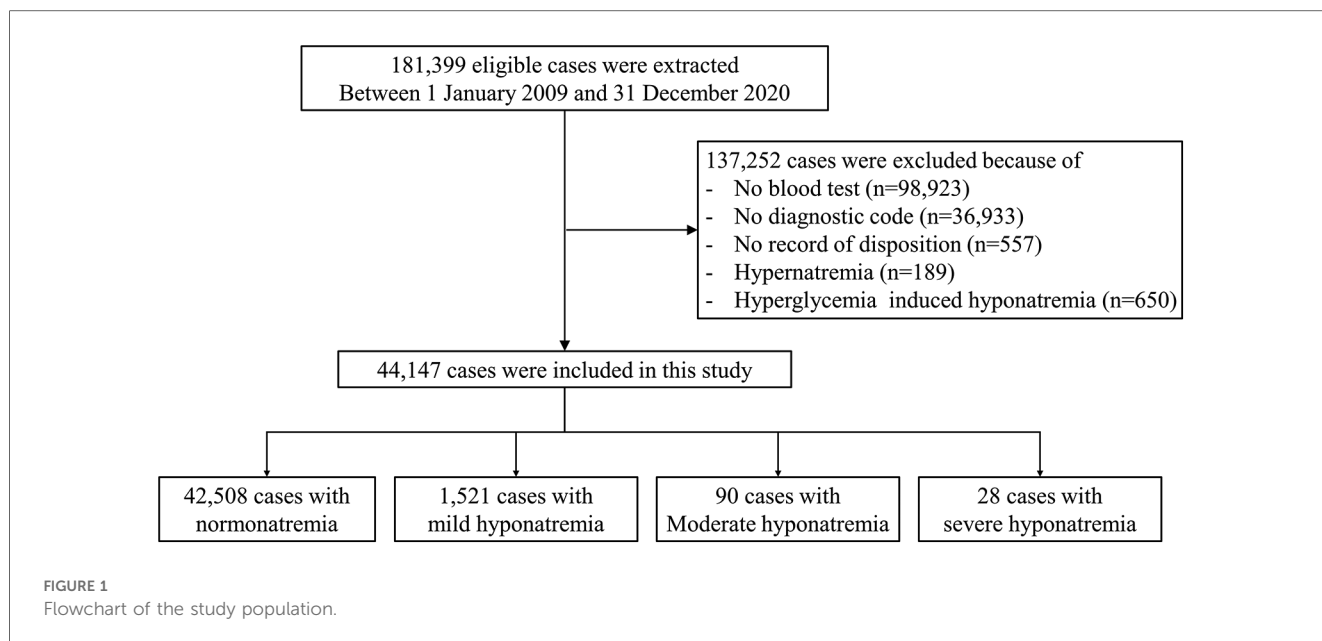 181,399 eligible cases were extracted
Between 1 January 2009 and 31 December 2020
137,252 cases were excluded because of
- No blood test (n=98,923)
- No diagnostic code (n=36,933)
- No record of disposition (n=557)
- Hypernatremia (n=189)
- Hyperglycemia induced hyponatremia (n=650)
44,147 cases were included in this study
42,508 cases with
normonatremia
1,521 cases with
mild hyponatremia
90 cases with
Moderate hyponatremia
28 cases with
severe hyponatremia
FIGURE 1
Flowchart of the study population.